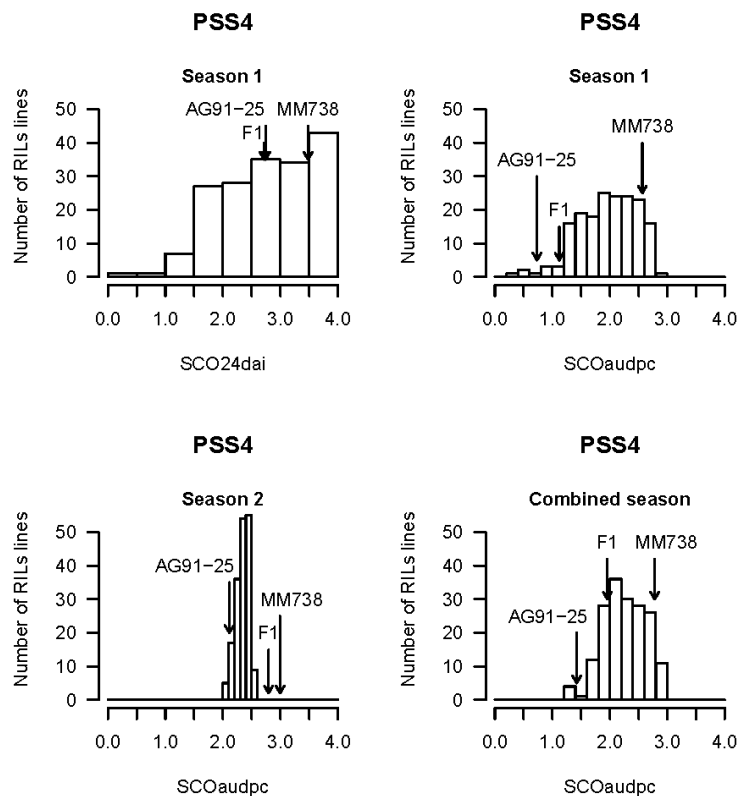 PSS4
Season 1
Number of RILs lines
50
40
30
20
10
0
AG91−25
MM738
F1
0.0 1.0 2.0 3.0 4.0
SCO24dai
PSS4
Season 1
Number of RILs lines
50
40
30
20
10
0
MM738
AG91−25
F1
0.0 1.0 2.0 3.0 4.0
SCOaudpc
PSS4
Season 2
Number of RILs lines
50
40
30
20
10
0
AG91−25
MM738
F1
0.0 1.0 2.0 3.0 4.0
SCOaudpc
PSS4
Combined season
Number of RILs lines
50
40
30
20
10
0
F1 MM738
AG91−25
0.0 1.0 2.0 3.0 4.0
SCOaudpc